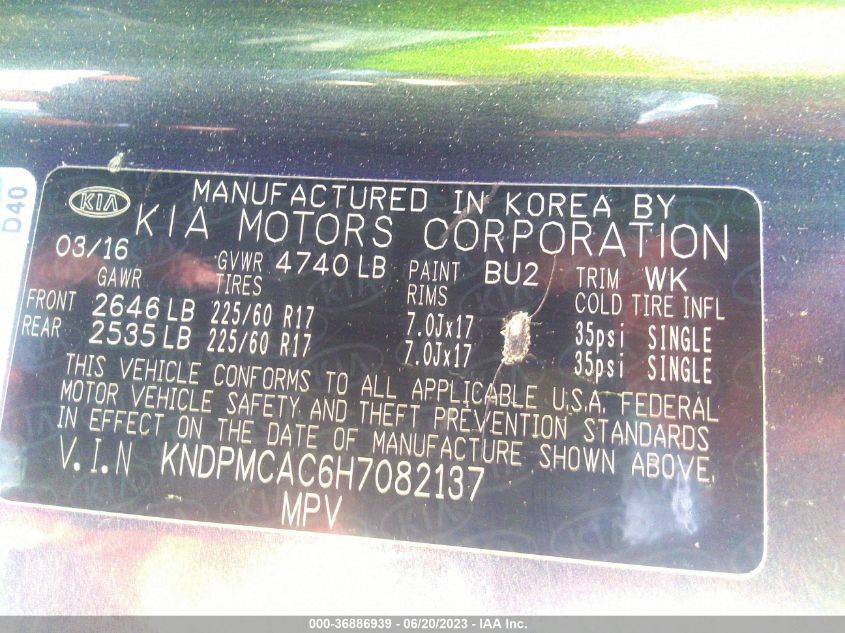 D40
KIA
MANUFACTURED IN KOREA BY
KIA MOTORS CORPORATION
03/16 GVWR 4740 LB PAINT BU2 TRIM WK
GAWR TIRES RIMS COLD TIRE INFL
FRONT 2646 LB 225/60 R17 7.0Jx17 35psi SINGLE
REAR 2535 LB 225/60 R17 7.0Jx17 35psi SINGLE
THIS VEHICLE CONFORMS TO ALL APPLICABLE U.S.A. FEDERAL
MOTOR VEHICLE SAFETY AND THEFT PREVENTION STANDARDS
IN EFFECT ON THE DATE OF MANUFACTURE SHOWN ABOVE.
V.I.N KNDPMCAC6H7082137
MPV
000-36886939 - 06/20/2023 - IAA Inc.